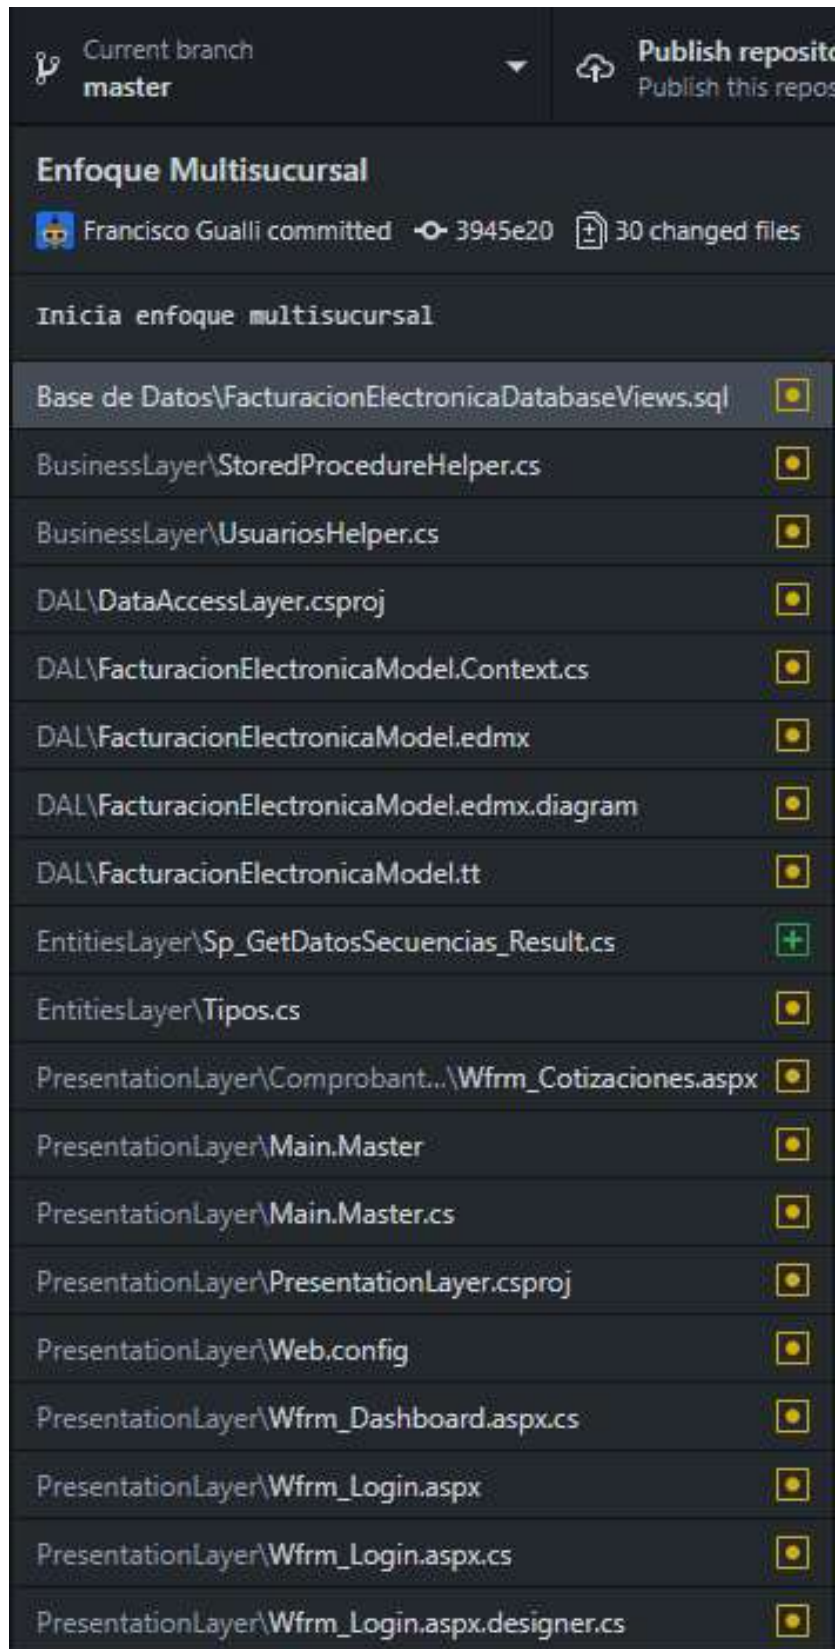 Current branch
master
Publish reposito
Publish this repos
Enfoque Multisucursal
Francisco Gualli committed 3945e20 30 changed files
Inicia enfoque multisucursal
Base de Datos\FacturacionElectronicaDatabaseViews.sql
BusinessLayer\StoredProcedureHelper.cs
BusinessLayer\UsuariosHelper.cs
DAL\DataAccessLayer.csproj
DAL\FacturacionElectronicaModel.Context.cs
DAL\FacturacionElectronicaModel.edmx
DAL\FacturacionElectronicaModel.edmx.diagram
DAL\FacturacionElectronicaModel.tt
EntitiesLayer\Sp_GetDatosSecuencias_Result.cs
EntitiesLayer\Tipos.cs
PresentationLayer\Comprobant...\Wfrm_Cotizaciones.aspx
PresentationLayer\Main.Master
PresentationLayer\Main.Master.cs
PresentationLayer\PresentationLayer.csproj
PresentationLayer\Web.config
PresentationLayer\Wfrm_Dashboard.aspx.cs
PresentationLayer\Wfrm_Login.aspx
PresentationLayer\Wfrm_Login.aspx.cs
PresentationLayer\Wfrm_Login.aspx.designer.cs